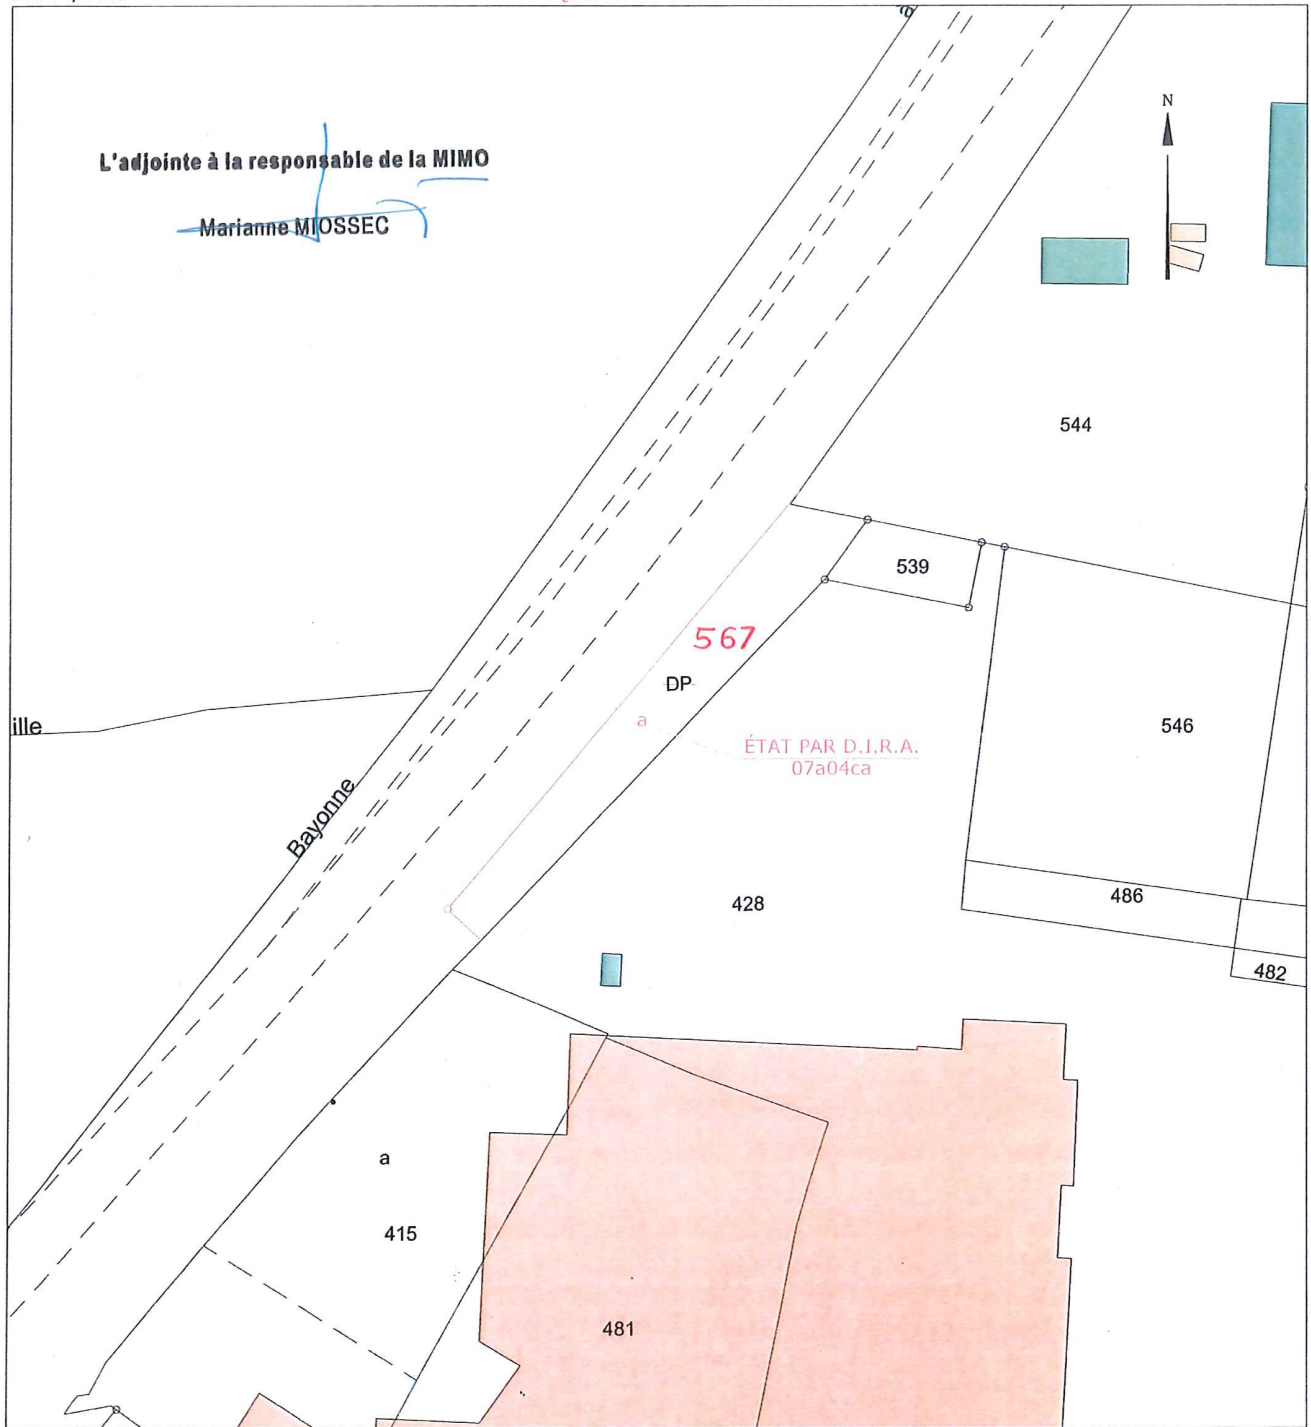 L'adjointe à la responsable de la MIMO
Marianne MIOSSEC
N
544
539
567
DP
a
ÉTAT PAR D.I.R.A.
07a04ca
546
ille
Bayonne
428
486
482
a
415
481